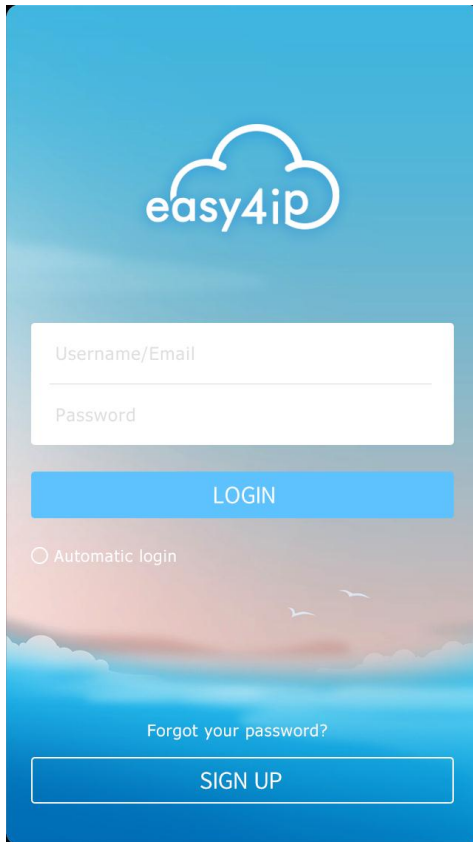 easy4ip
Username/Email
Password
LOGIN
Automatic login
Forgot your password?
SIGN UP